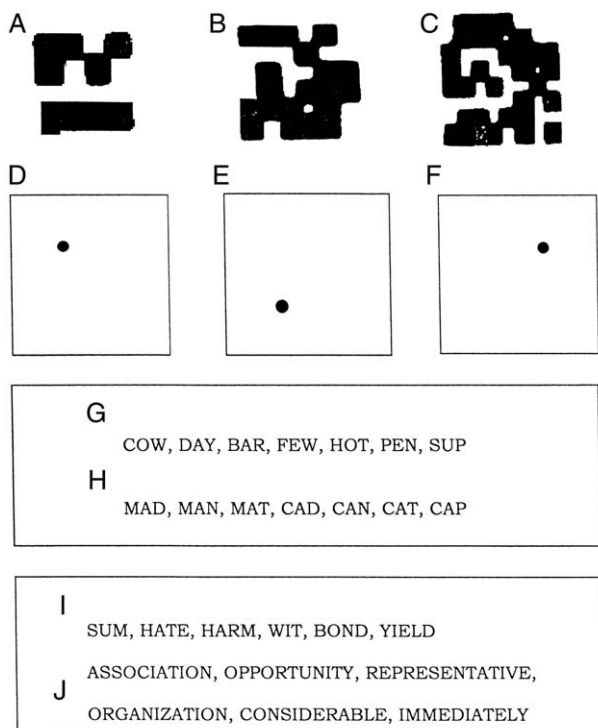 A B C
D E F
G
COW, DAY, BAR, FEW, HOT, PEN, SUP
H
MAD, MAN, MAT, CAD, CAN, CAT, CAP
I
SUM, HATE, HARM, WIT, BOND, YIELD
ASSOCIATION, OPPORTUNITY, REPRESENTATIVE,
J
ORGANIZATION, CONSIDERABLE, IMMEDIATELY